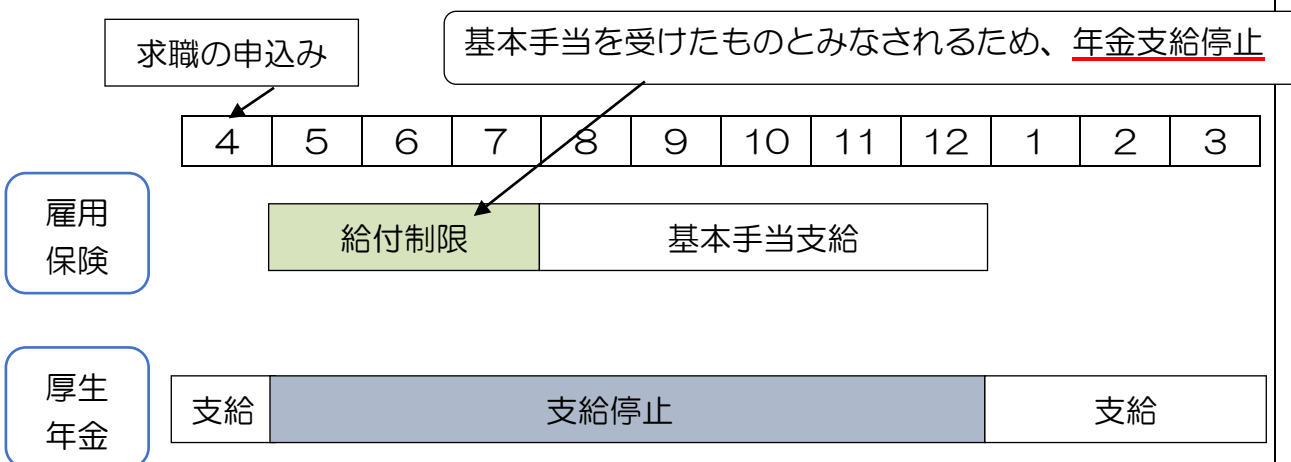 求職の申込み
基本手当を受けたものとみなされるため、年金支給停止
4 5 6 7 8 9 10 11 12 1 2 3
雇用
保険
給付制限 基本手当支給
厚生
年金
支給 支給停止 支給